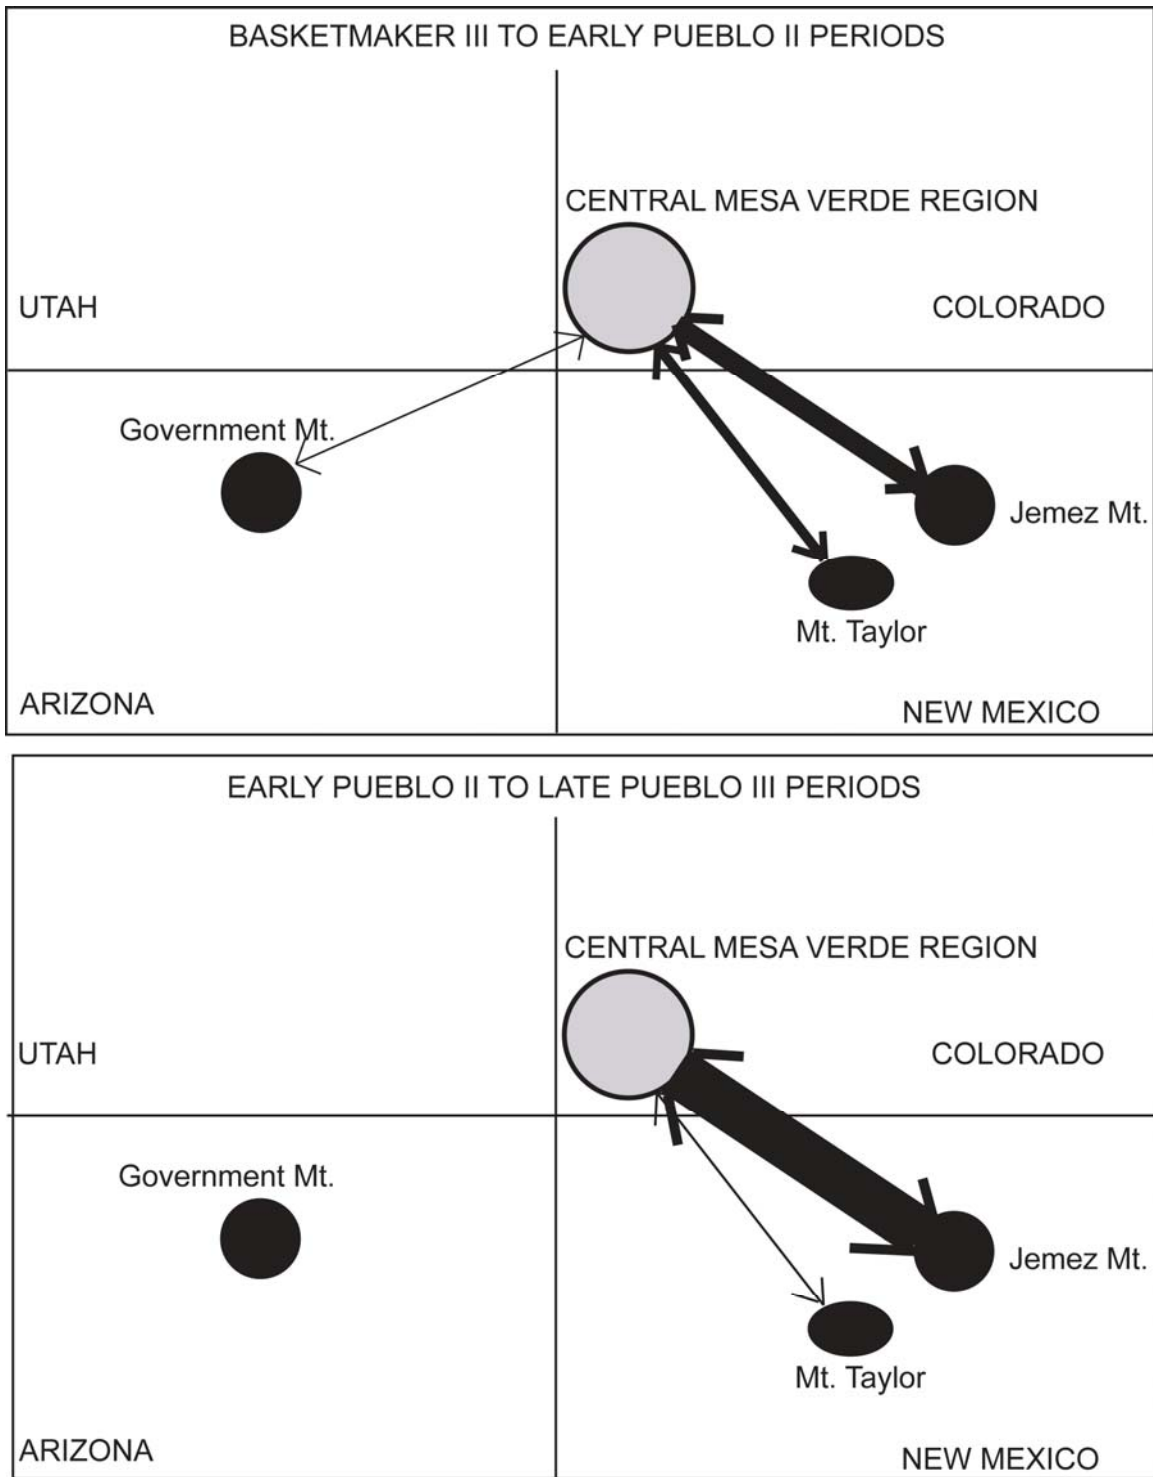 BASKETMAKER III TO EARLY PUEBLO II PERIODS
CENTRAL MESA VERDE REGION
UTAH
COLORADO
Government Mt.
Jemez Mt.
Mt. Taylor
ARIZONA
NEW MEXICO
EARLY PUEBLO II TO LATE PUEBLO III PERIODS
CENTRAL MESA VERDE REGION
UTAH
COLORADO
Government Mt.
Jemez Mt.
Mt. Taylor
ARIZONA
NEW MEXICO